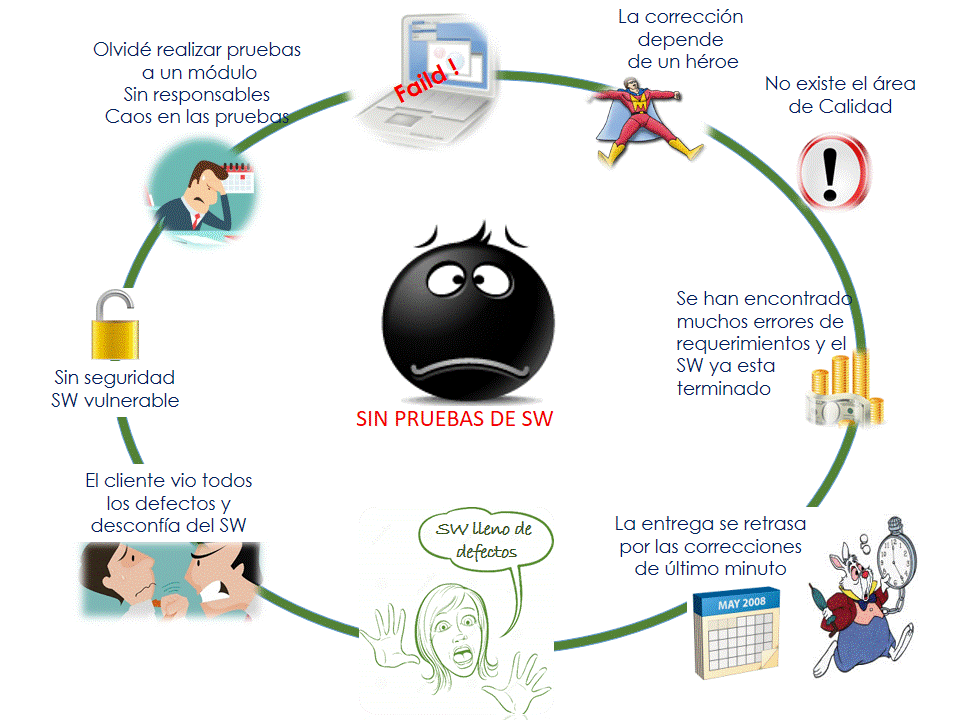 La corrección
depende
de un héroe
Olvidé realizar pruebas
a un módulo
Sin responsables
Caos en las pruebas
Faild !
No existe el área
de Calidad
Se han encontrado
muchos errores de
requerimientos y el
SW ya esta
terminado
Sin seguridad
SW vulnerable
SIN PRUEBAS DE SW
El cliente vio todos
los defectos y
desconfía del SW
SW lleno de
defectos
La entrega se retrasa
por las correcciones
de último minuto
MAY 2008
M